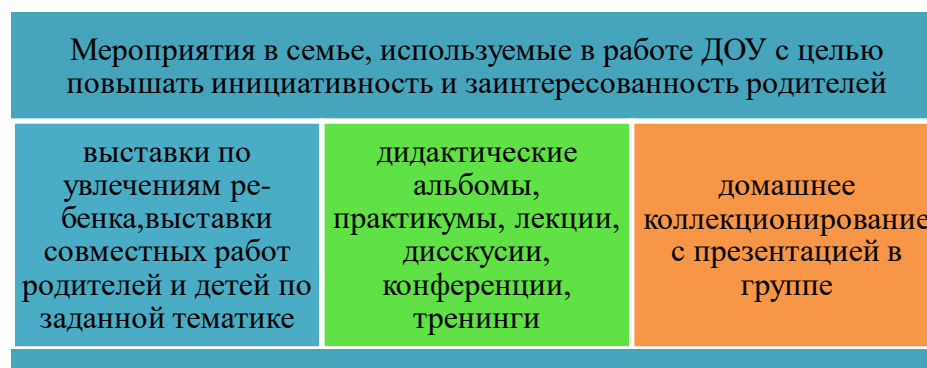 Мероприятия в семье, используемые в работе ДОУ с целью
повышать инициативность и заинтересованность родителей
выставки по
увлечениям ре-
бенка,выставки
совместных работ
родителей и детей по
заданной тематике
дидактические
альбомы,
практикумы, лекции,
дисскусии,
конференции,
тренинги
домашнее
коллекционирование
с презентацией в
группе